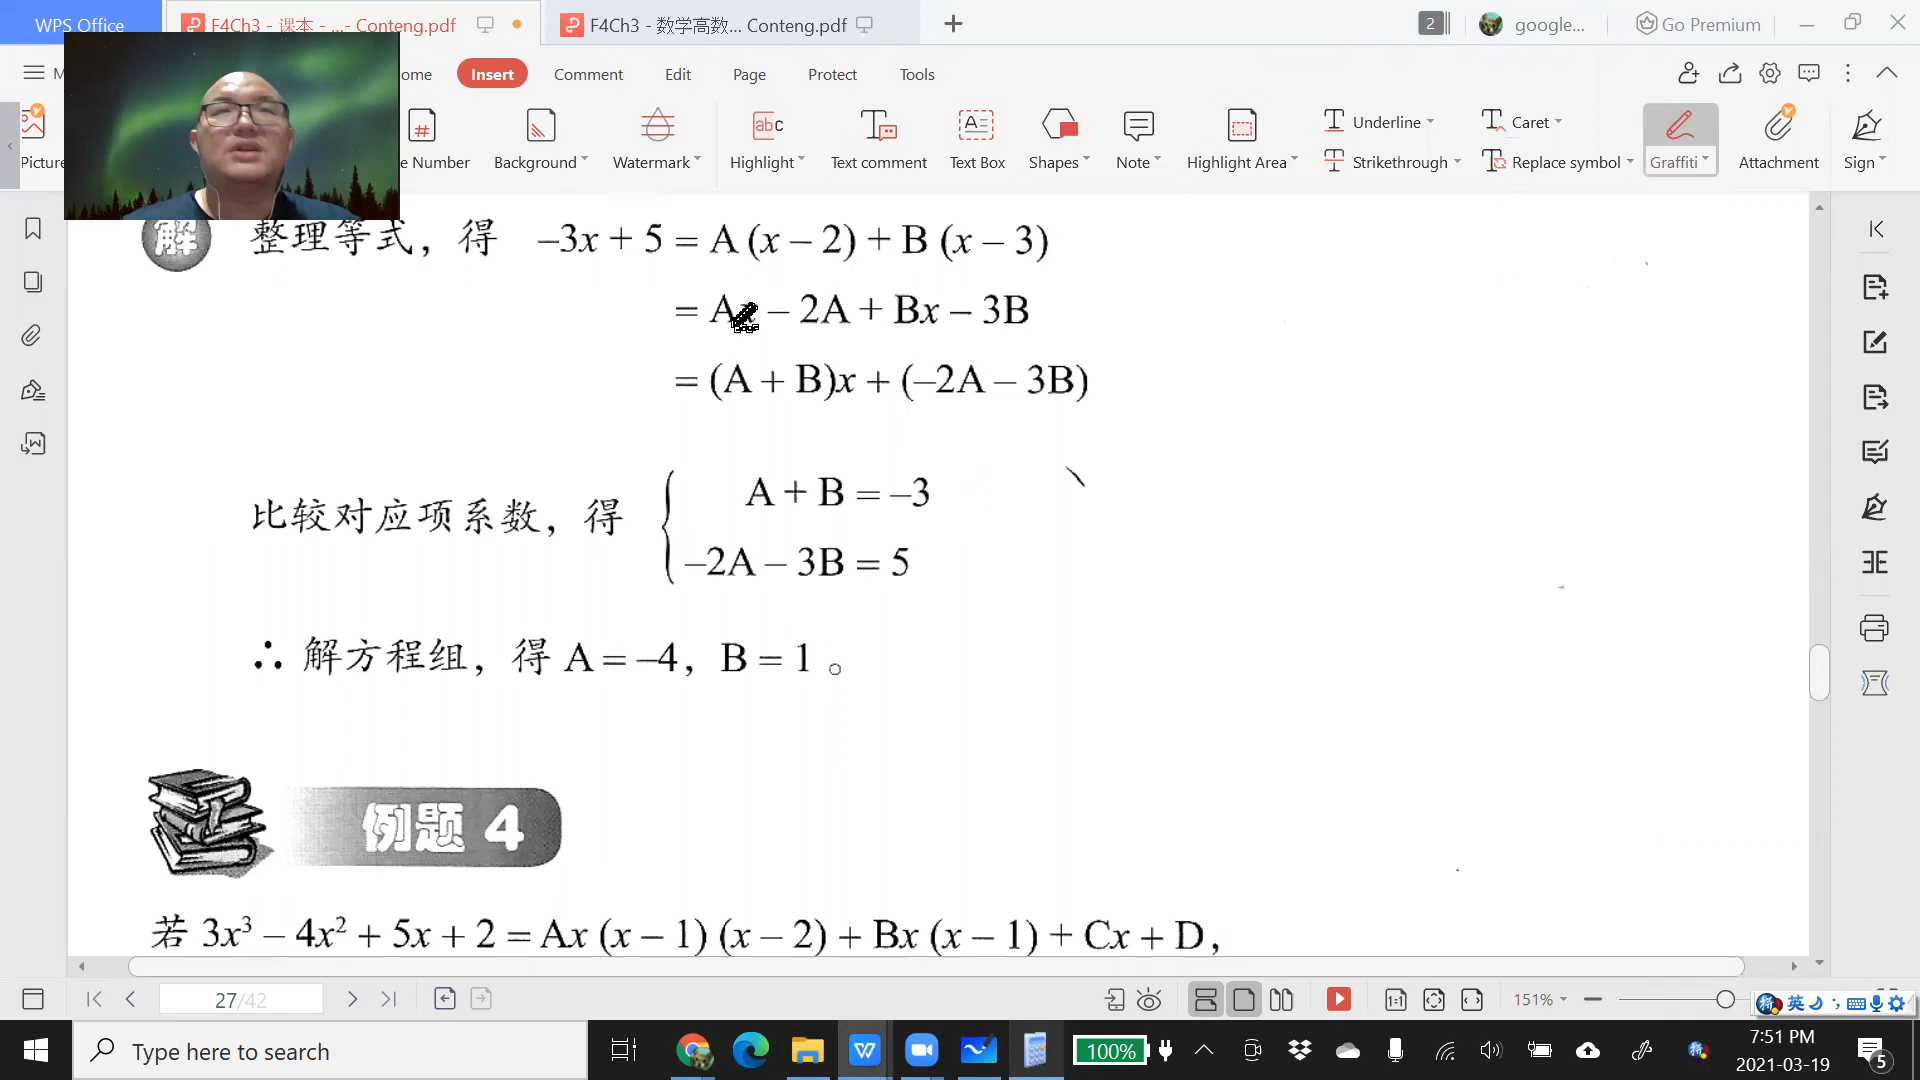 WPS Office
F4Ch3 - 课本 - ...- Conteng.pdf
F4Ch3 - 数学高数... Conteng.pdf
+
2
google...
Go Premium
Insert
Comment
Edit
Page
Protect
Tools
Picture
Background
Watermark
Highlight
Text comment
Text Box
Shapes
Note
Highlight Area
Underline
Strikethrough
Caret
Replace symbol
Graffiti
Attachment
Sign
解 整理等式，得 –3x + 5 = A (x – 2) + B (x – 3)
= Ax – 2A + Bx – 3B
= (A + B)x + (–2A – 3B)
比较对应项系数，得 { A + B = –3
–2A – 3B = 5
∴ 解方程组，得 A = –4，B = 1 。
例题 4
若 3x³ – 4x² + 5x + 2 = Ax (x – 1) (x – 2) + Bx (x – 1) + Cx + D，
27/42
1:1
151%
英
Type here to search
100%
7:51 PM
2021-03-19
5